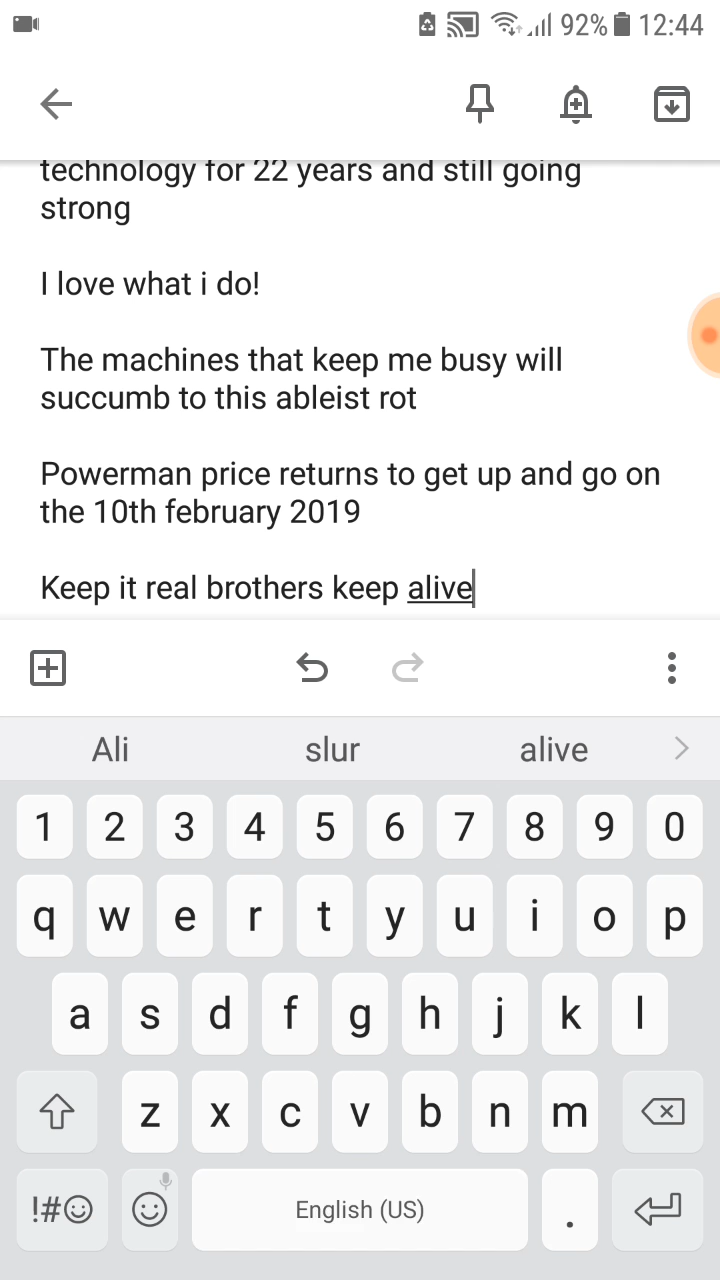 92% 12:44
technology for 22 years and still going
strong
I love what i do!
The machines that keep me busy will
succumb to this ableist rot
Powerman price returns to get up and go on
the 10th february 2019
Keep it real brothers keep alive
Ali slur alive
1 2 3 4 5 6 7 8 9 0
q w e r t y u i o p
a s d f g h j k l
z x c v b n m
!#☺ English (US) .